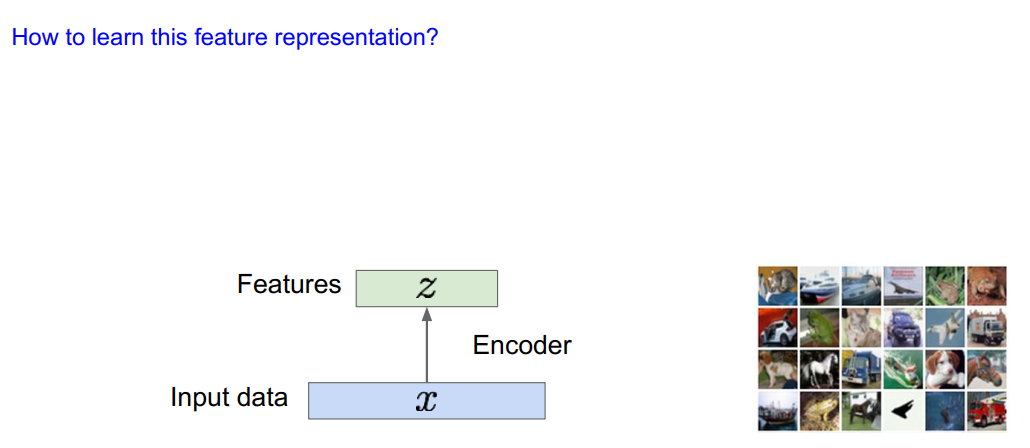 How to learn this feature representation?
Features
z
Encoder
Input data
x